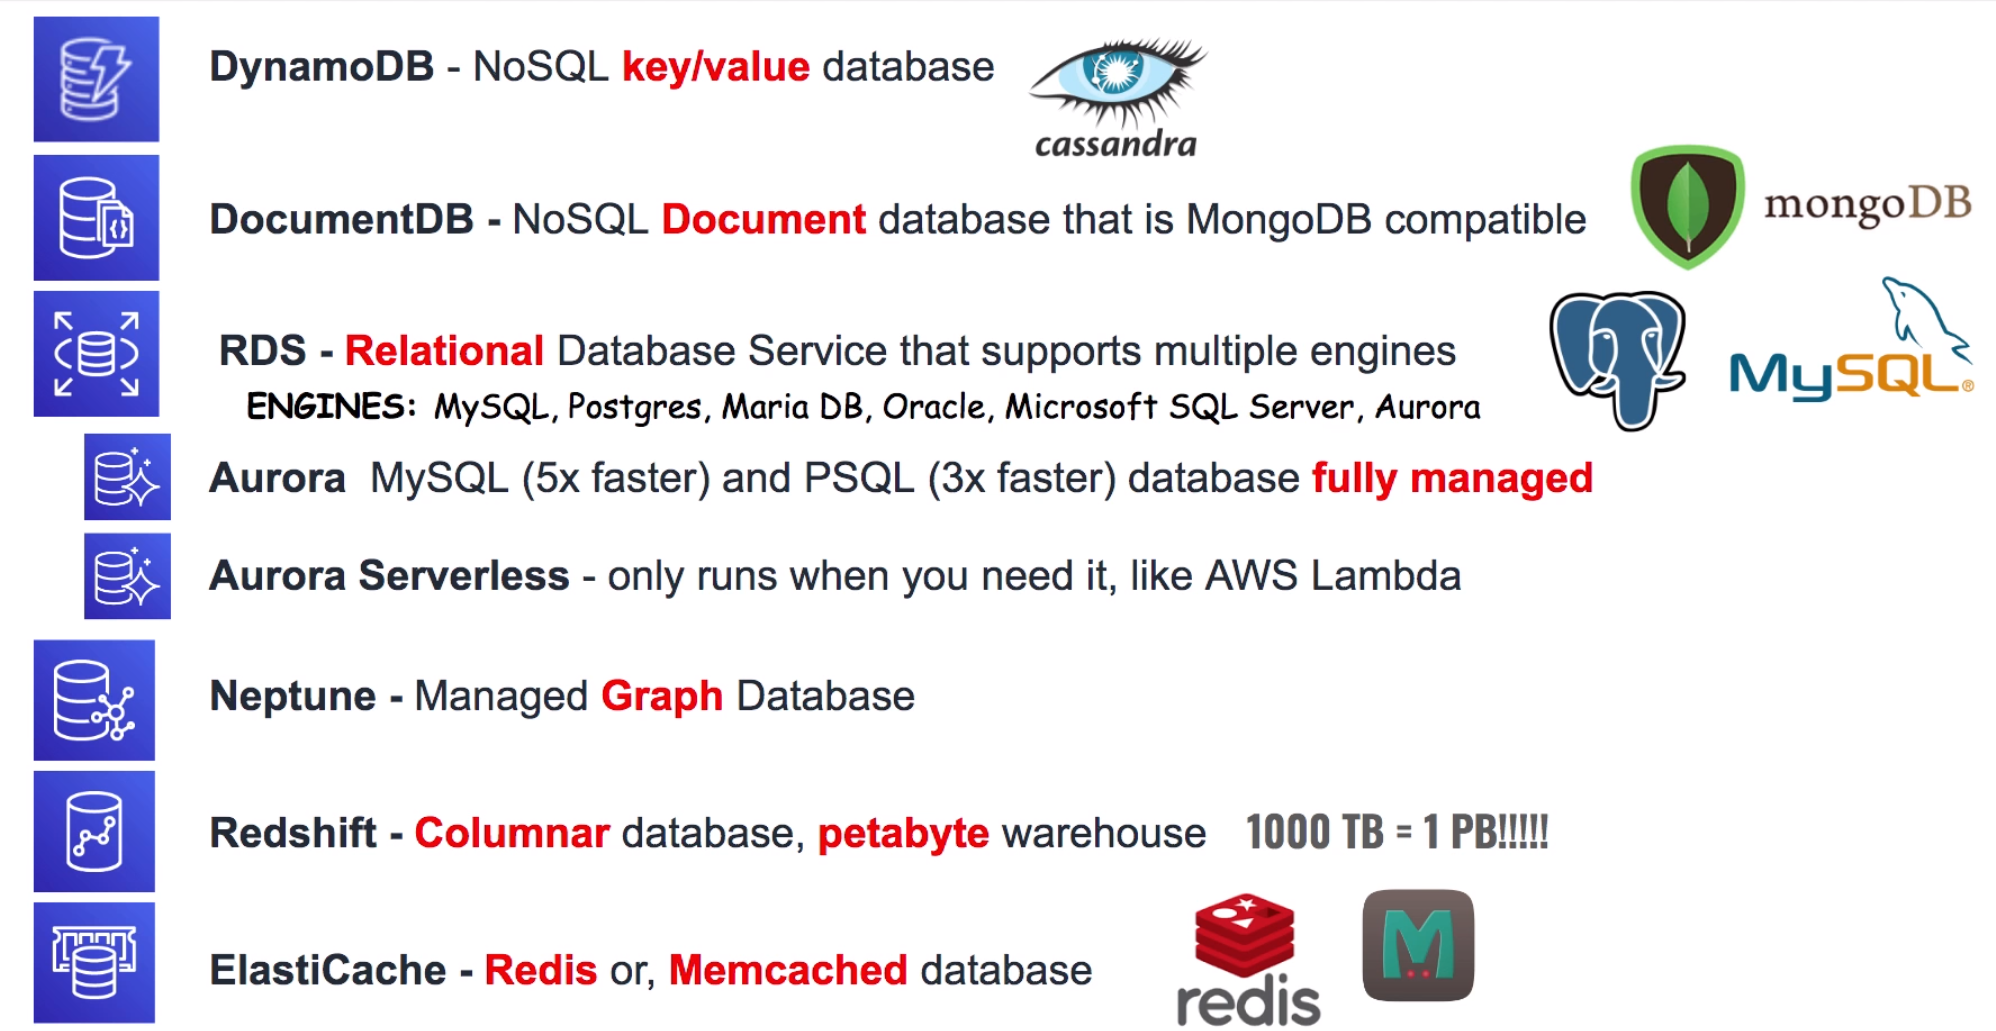 DynamoDB - NoSQL key/value database
cassandra
DocumentDB - NoSQL Document database that is MongoDB compatible
mongoDB
RDS - Relational Database Service that supports multiple engines
MySQL®
ENGINES: MySQL, Postgres, Maria DB, Oracle, Microsoft SQL Server, Aurora
Aurora MySQL (5x faster) and PSQL (3x faster) database fully managed
Aurora Serverless - only runs when you need it, like AWS Lambda
Neptune - Managed Graph Database
Redshift - Columnar database, petabyte warehouse
1000 TB = 1 PB!!!!!
ElastiCache - Redis or, Memcached database
redis
M